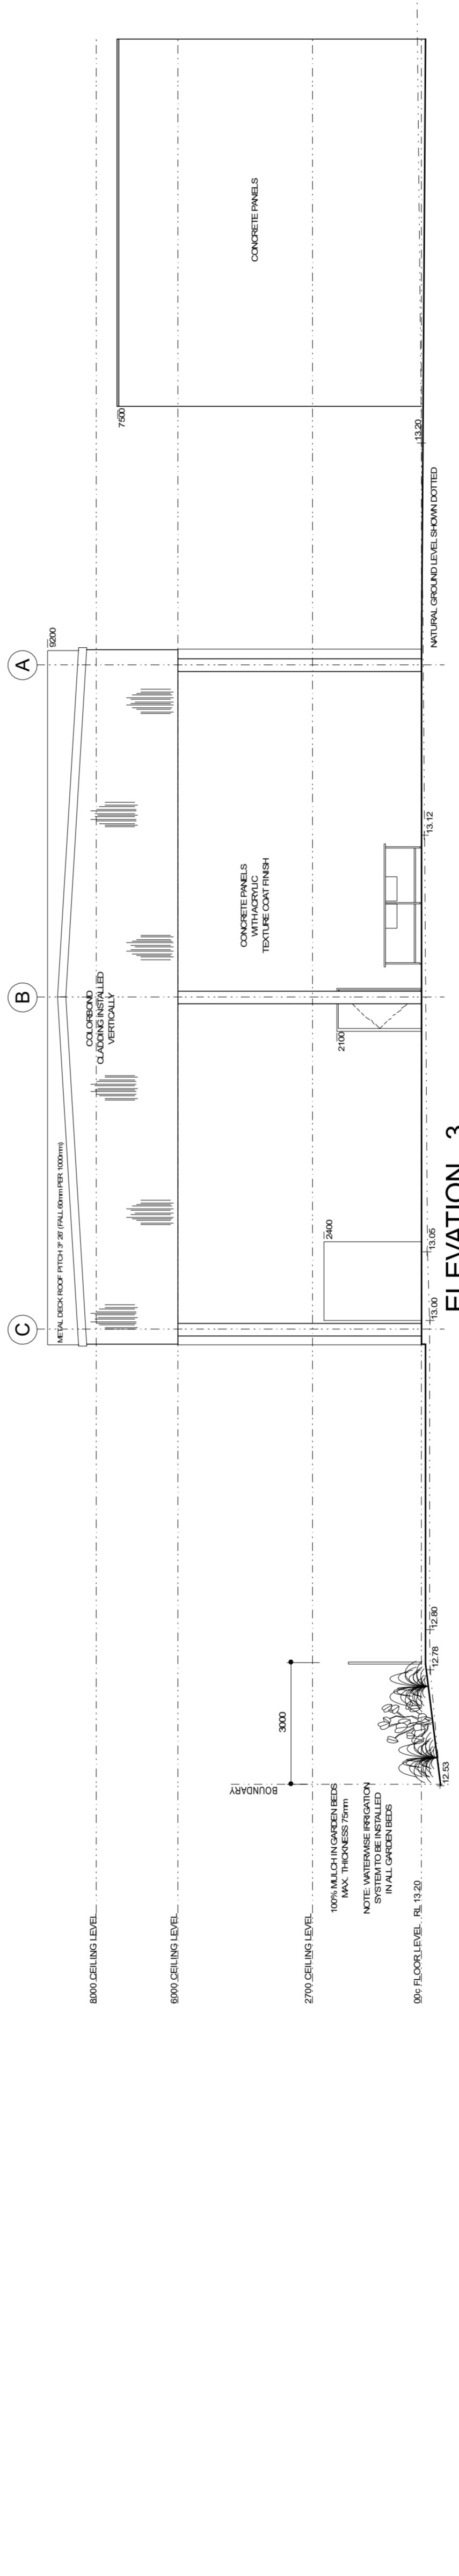 C
B
A
9200
METAL DECK ROOF PITCH 3° 26' (FALL 60mm PER 1000mm)
COLORBOND
CLADDING INSTALLED
VERTICALLY
8000 CEILING LEVEL
7500
6000 CEILING LEVEL
CONCRETE PANELS
WITH ACRYLIC
TEXTURE COAT FINISH
CONCRETE PANELS
3000
BOUNDARY
2700 CEILING LEVEL
2400
2100
100% MULCH IN GARDEN BEDS
MAX. THICKNESS 75mm
NOTE: WATERWISE IRRIGATION
SYSTEM TO BE INSTALLED
IN ALL GARDEN BEDS
FLOOR LEVEL RL 13.20
13.20
12.53
12.78
12.80
13.00
13.05
13.12
NATURAL GROUND LEVEL SHOWN DOTTED
ELEVATION 3